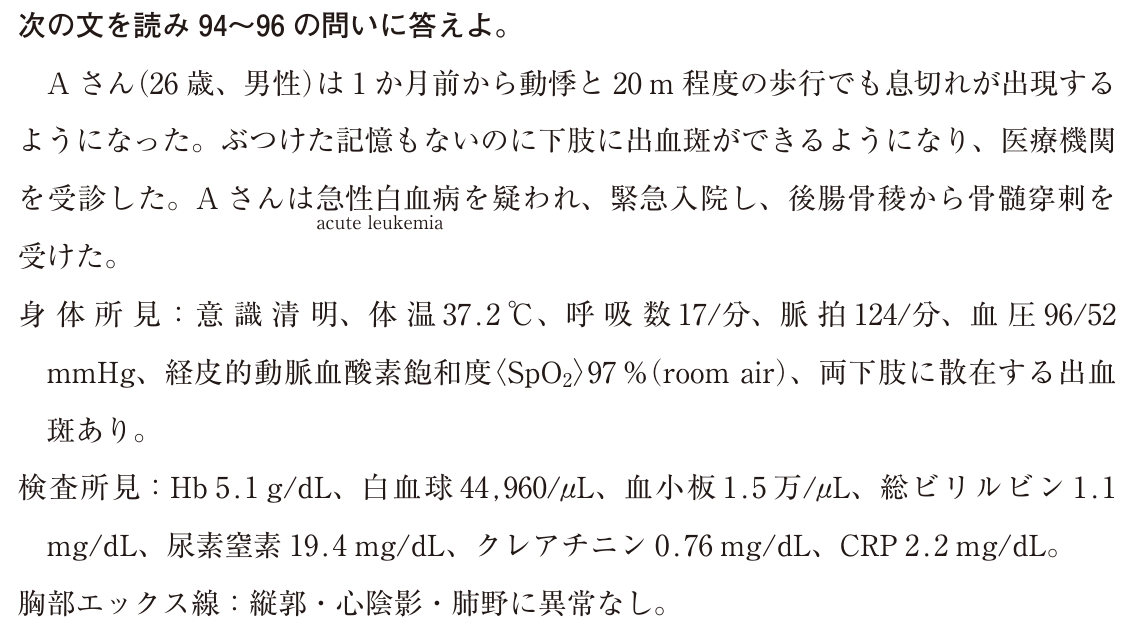 次の文を読み 94〜96 の問いに答えよ。
A さん(26 歳、男性)は 1 か月前から動悸と 20 m 程度の歩行でも息切れが出現する
ようになった。ぶつけた記憶もないのに下肢に出血斑ができるようになり、医療機関
を受診した。A さんは急性白血病を疑われ、緊急入院し、後腸骨稜から骨髄穿刺を
acute leukemia
受けた。
身体所見：意識清明、体温 37.2 ℃、呼吸数 17/分、脈拍 124/分、血圧 96/52
mmHg、経皮的動脈血酸素飽和度〈SpO₂〉97 %(room air)、両下肢に散在する出血
斑あり。
検査所見：Hb 5.1 g/dL、白血球 44,960/μL、血小板 1.5 万/μL、総ビリルビン 1.1
mg/dL、尿素窒素 19.4 mg/dL、クレアチニン 0.76 mg/dL、CRP 2.2 mg/dL。
胸部エックス線：縦郭・心陰影・肺野に異常なし。